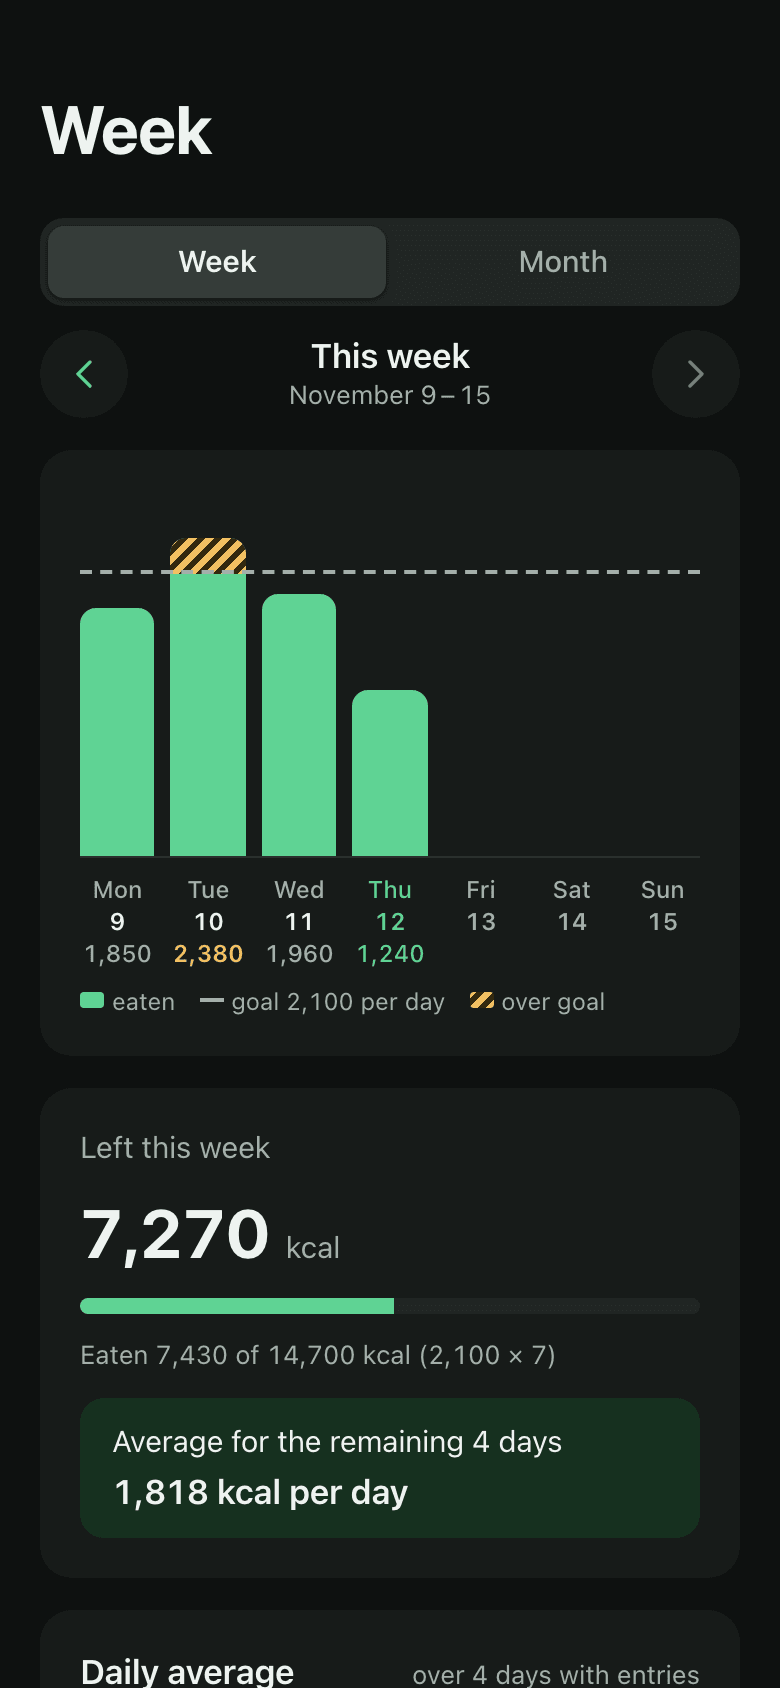 Week
Week Month
This week
November 9 – 15
Mon Tue Wed Thu Fri Sat Sun
9 10 11 12 13 14 15
1,850 2,380 1,960 1,240
eaten goal 2,100 per day over goal
Left this week
7,270 kcal
Eaten 7,430 of 14,700 kcal (2,100 × 7)
Average for the remaining 4 days
1,818 kcal per day
Daily average over 4 days with entries